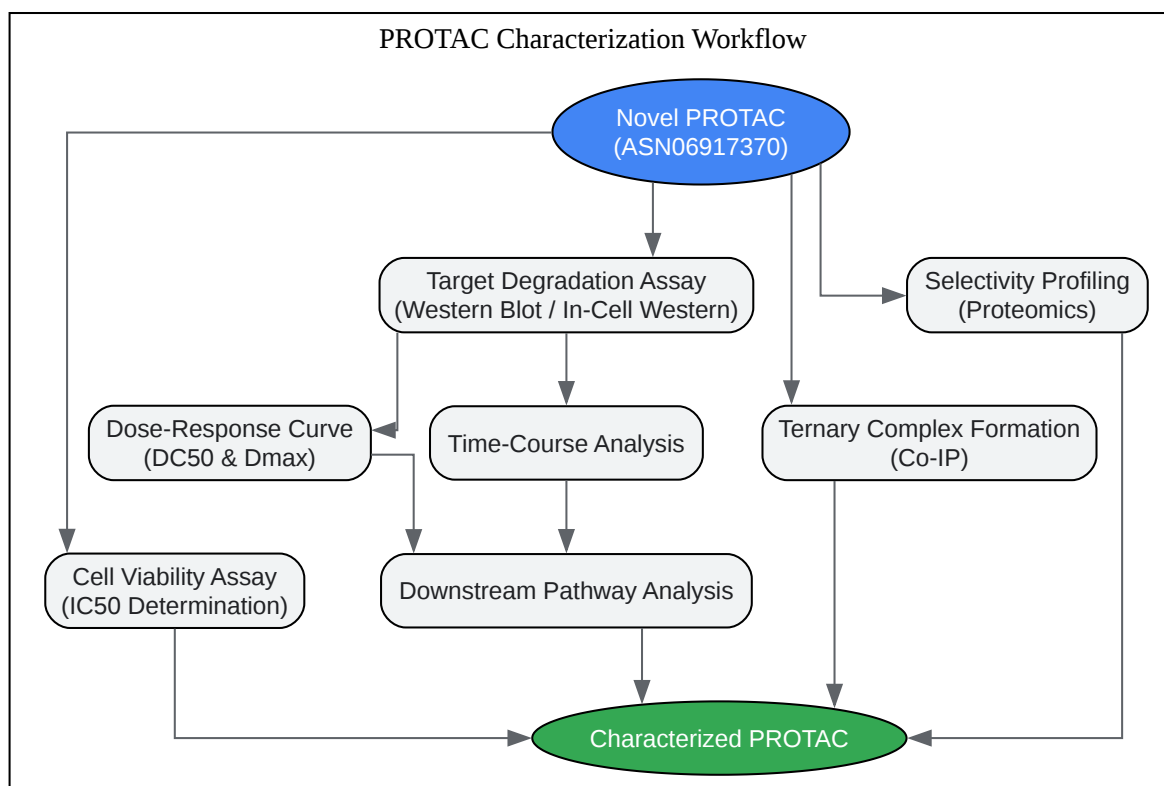 PROTAC Characterization Workflow
Novel PROTAC
(ASN06917370)
Target Degradation Assay
(Western Blot / In-Cell Western)
Selectivity Profiling
(Proteomics)
Dose-Response Curve
(DC50 & Dmax)
Time-Course Analysis
Ternary Complex Formation
(Co-IP)
Cell Viability Assay
(IC50 Determination)
Downstream Pathway Analysis
Characterized PROTAC